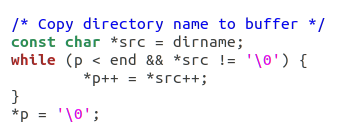 /* Copy directory name to buffer */
const char *src = dirname;
while (p < end && *src != '\0') {
        *p++ = *src++;
}
*p = '\0';